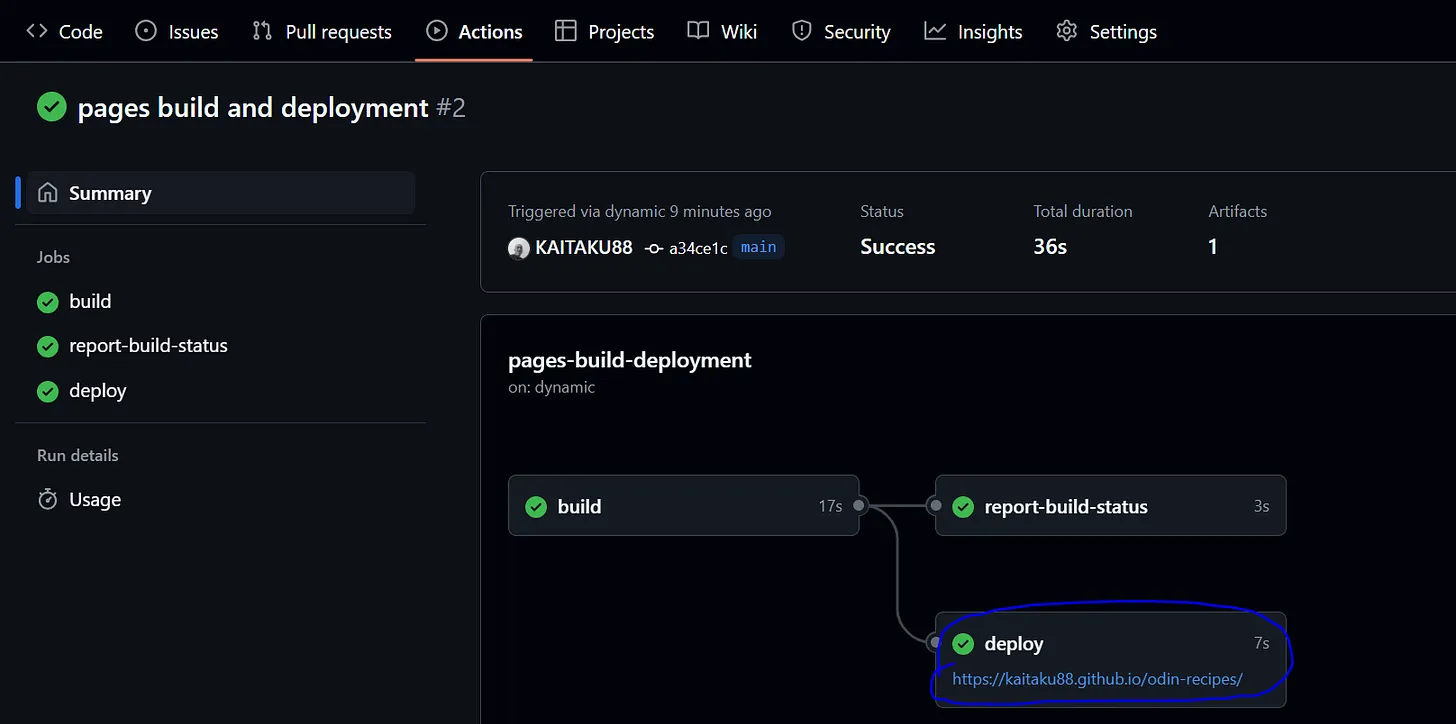 Code Issues Pull requests Actions Projects Wiki Security Insights Settings
pages build and deployment #2
Summary
Jobs
build
report-build-status
deploy
Run details
Usage
Triggered via dynamic 9 minutes ago
KAITAKU88 a34ce1c main
Status
Success
Total duration
36s
Artifacts
1
pages-build-deployment
on: dynamic
build 17s
report-build-status 3s
deploy 7s
https://kaitaku88.github.io/odin-recipes/